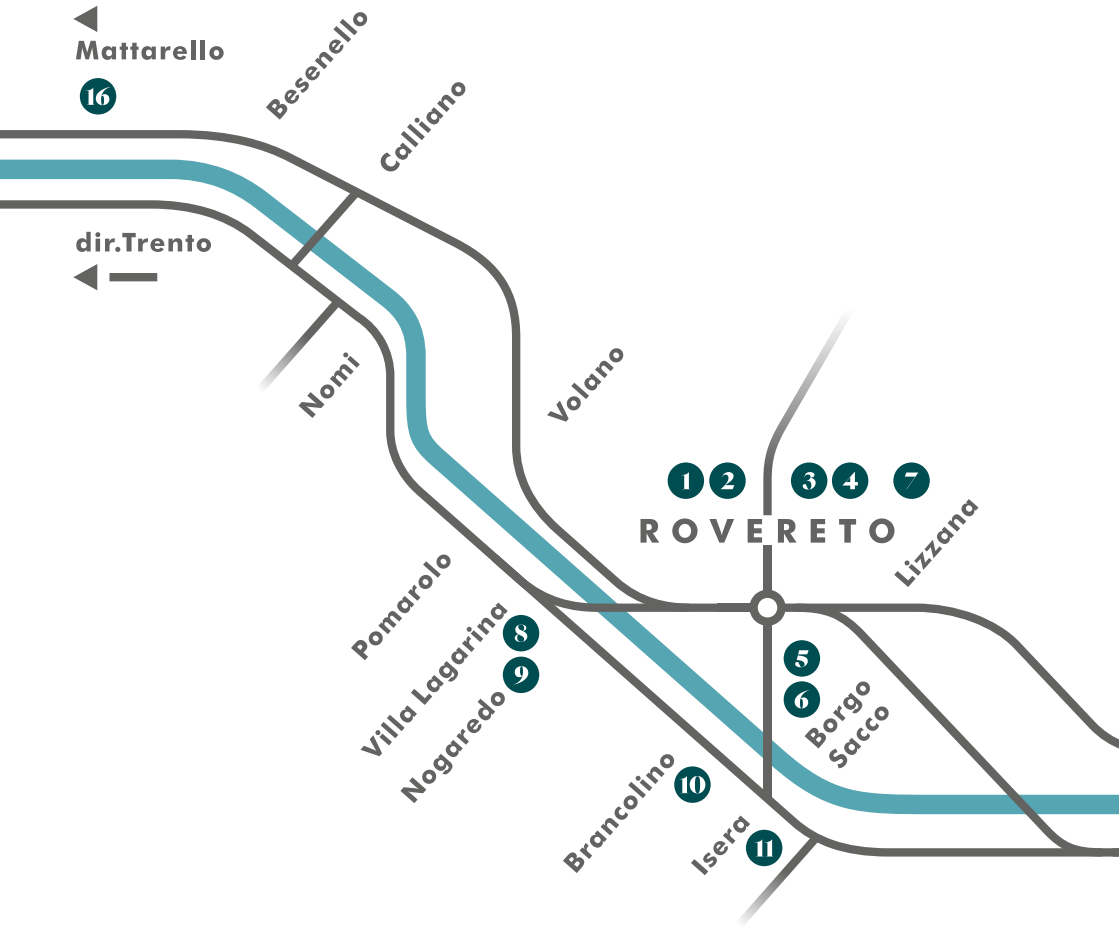 Mattarello
16
Besenello
Calliano
dir.Trento
Nomi
Volano
1 2 3 4 7
ROVERETO
Lizzana
Pomarolo
Villa Lagarina
8
Nogaredo
9
5
6
Borgo
Sacco
Brancolino
10
Isera
11